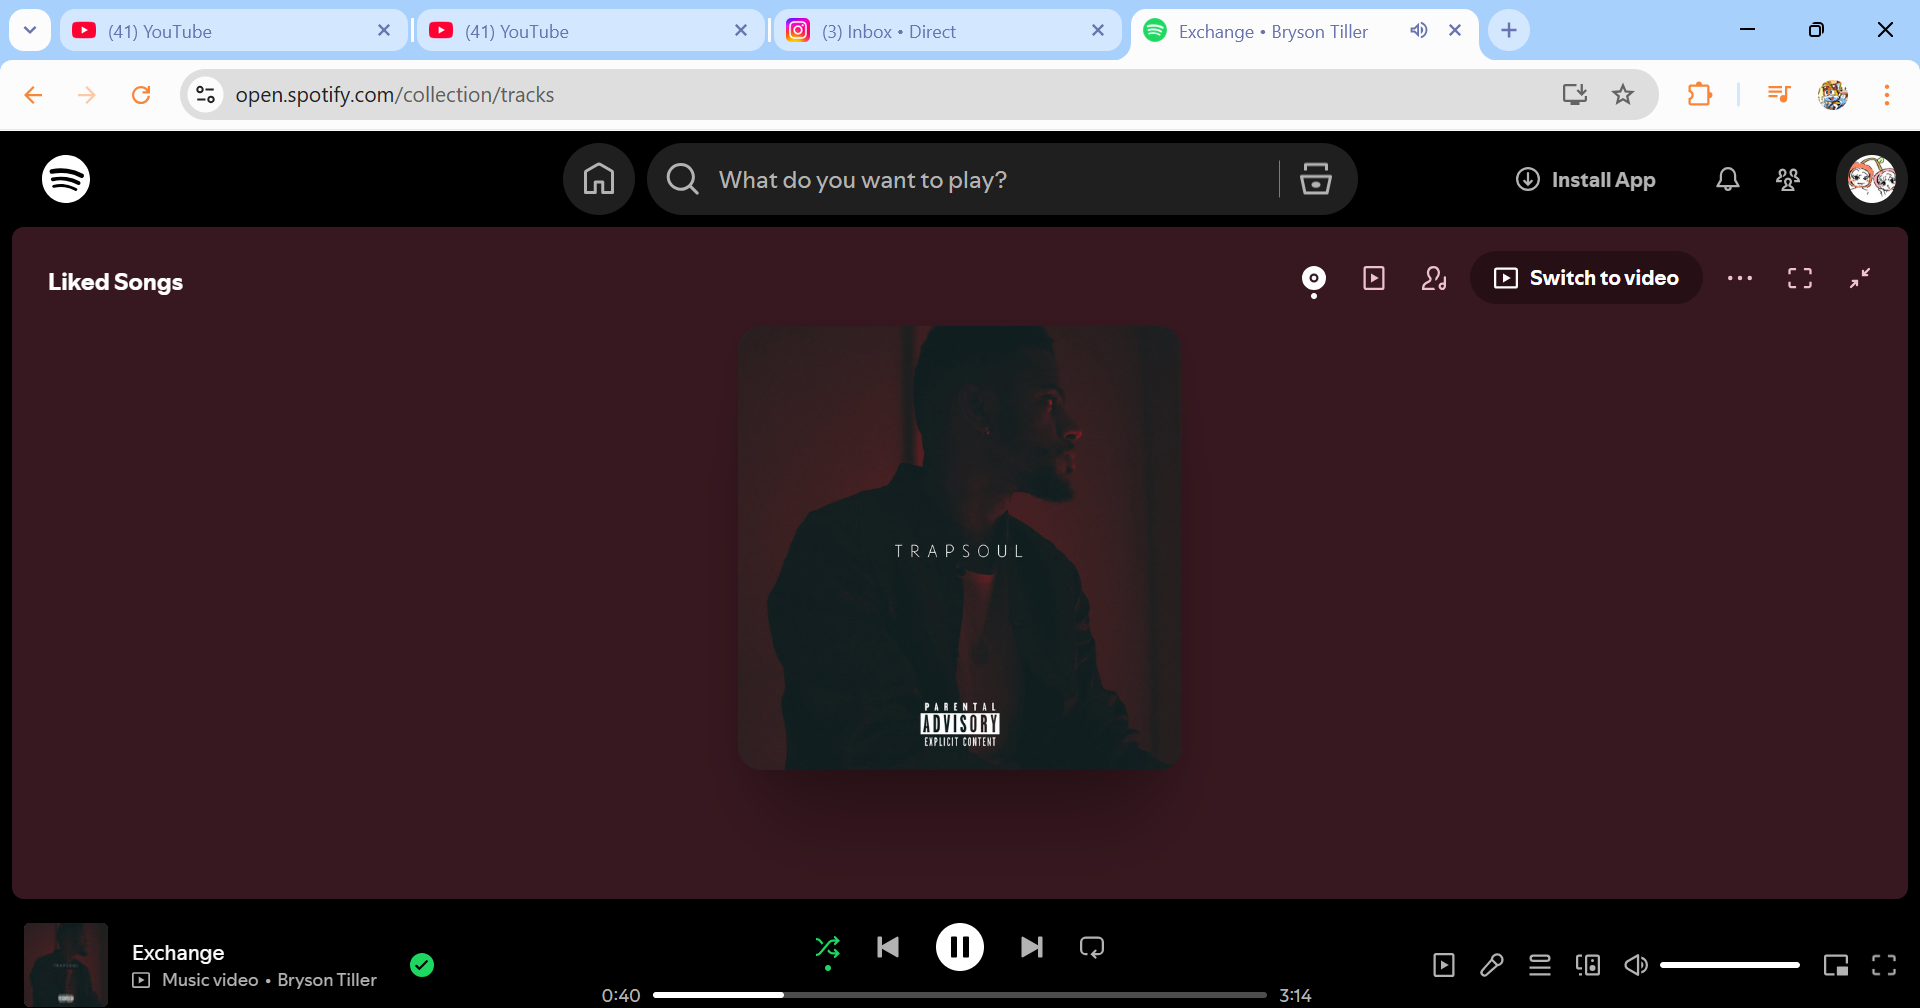 (41) YouTube
(41) YouTube
(3) Inbox • Direct
Exchange • Bryson Tiller
open.spotify.com/collection/tracks
What do you want to play?
Install App
Liked Songs
Switch to video
TRAPSOUL
PARENTAL
ADVISORY
EXPLICIT CONTENT
Exchange
Music video • Bryson Tiller
0:40
3:14